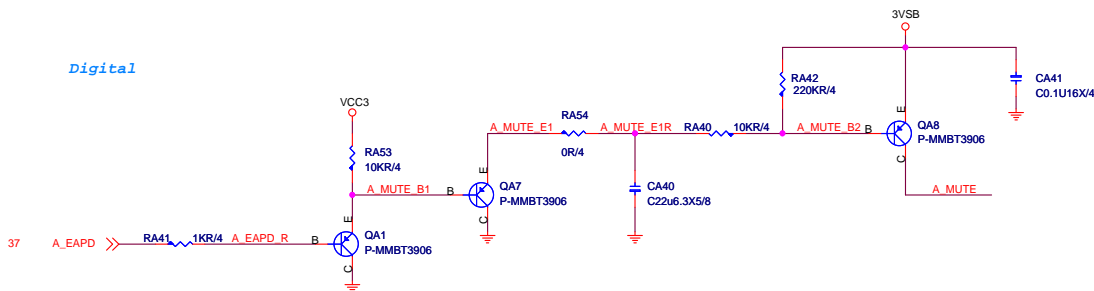 3VSB
Digital
RA42
220KR/4
CA41
C0.1U16X/4
VCC3
RA54
A_MUTE_E1
A_MUTE_E1R
RA40
10KR/4
A_MUTE_B2
B
E
QA8
P-MMBT3906
C
0R/4
RA53
10KR/4
A_MUTE_B1
B
E
QA7
P-MMBT3906
C
CA40
C22u6.3X5/8
A_MUTE
37
A_EAPD
RA41
1KR/4
A_EAPD_R
B
E
QA1
P-MMBT3906
C